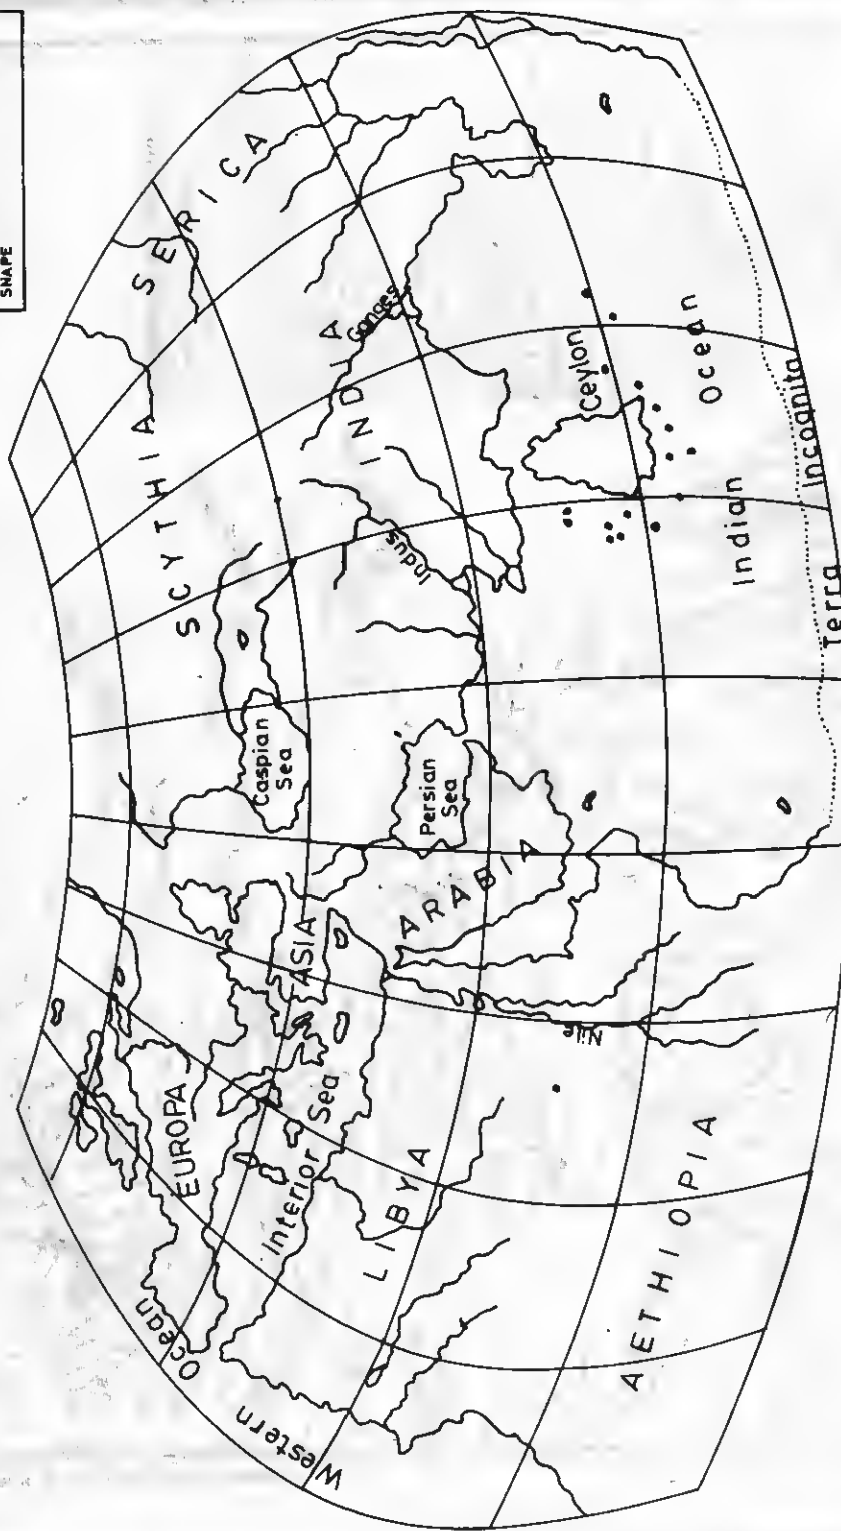 SHAPE
SERICA
SCYTHIA
INDIA
Ganges
Indus
Ceylon
Indian Ocean
Terra Incognita
Caspian Sea
Persian Sea
ARABIA
ASIA
EUROPA
Interior Sea
Western Ocean
LIBYA
Nile
AETHIOPIA